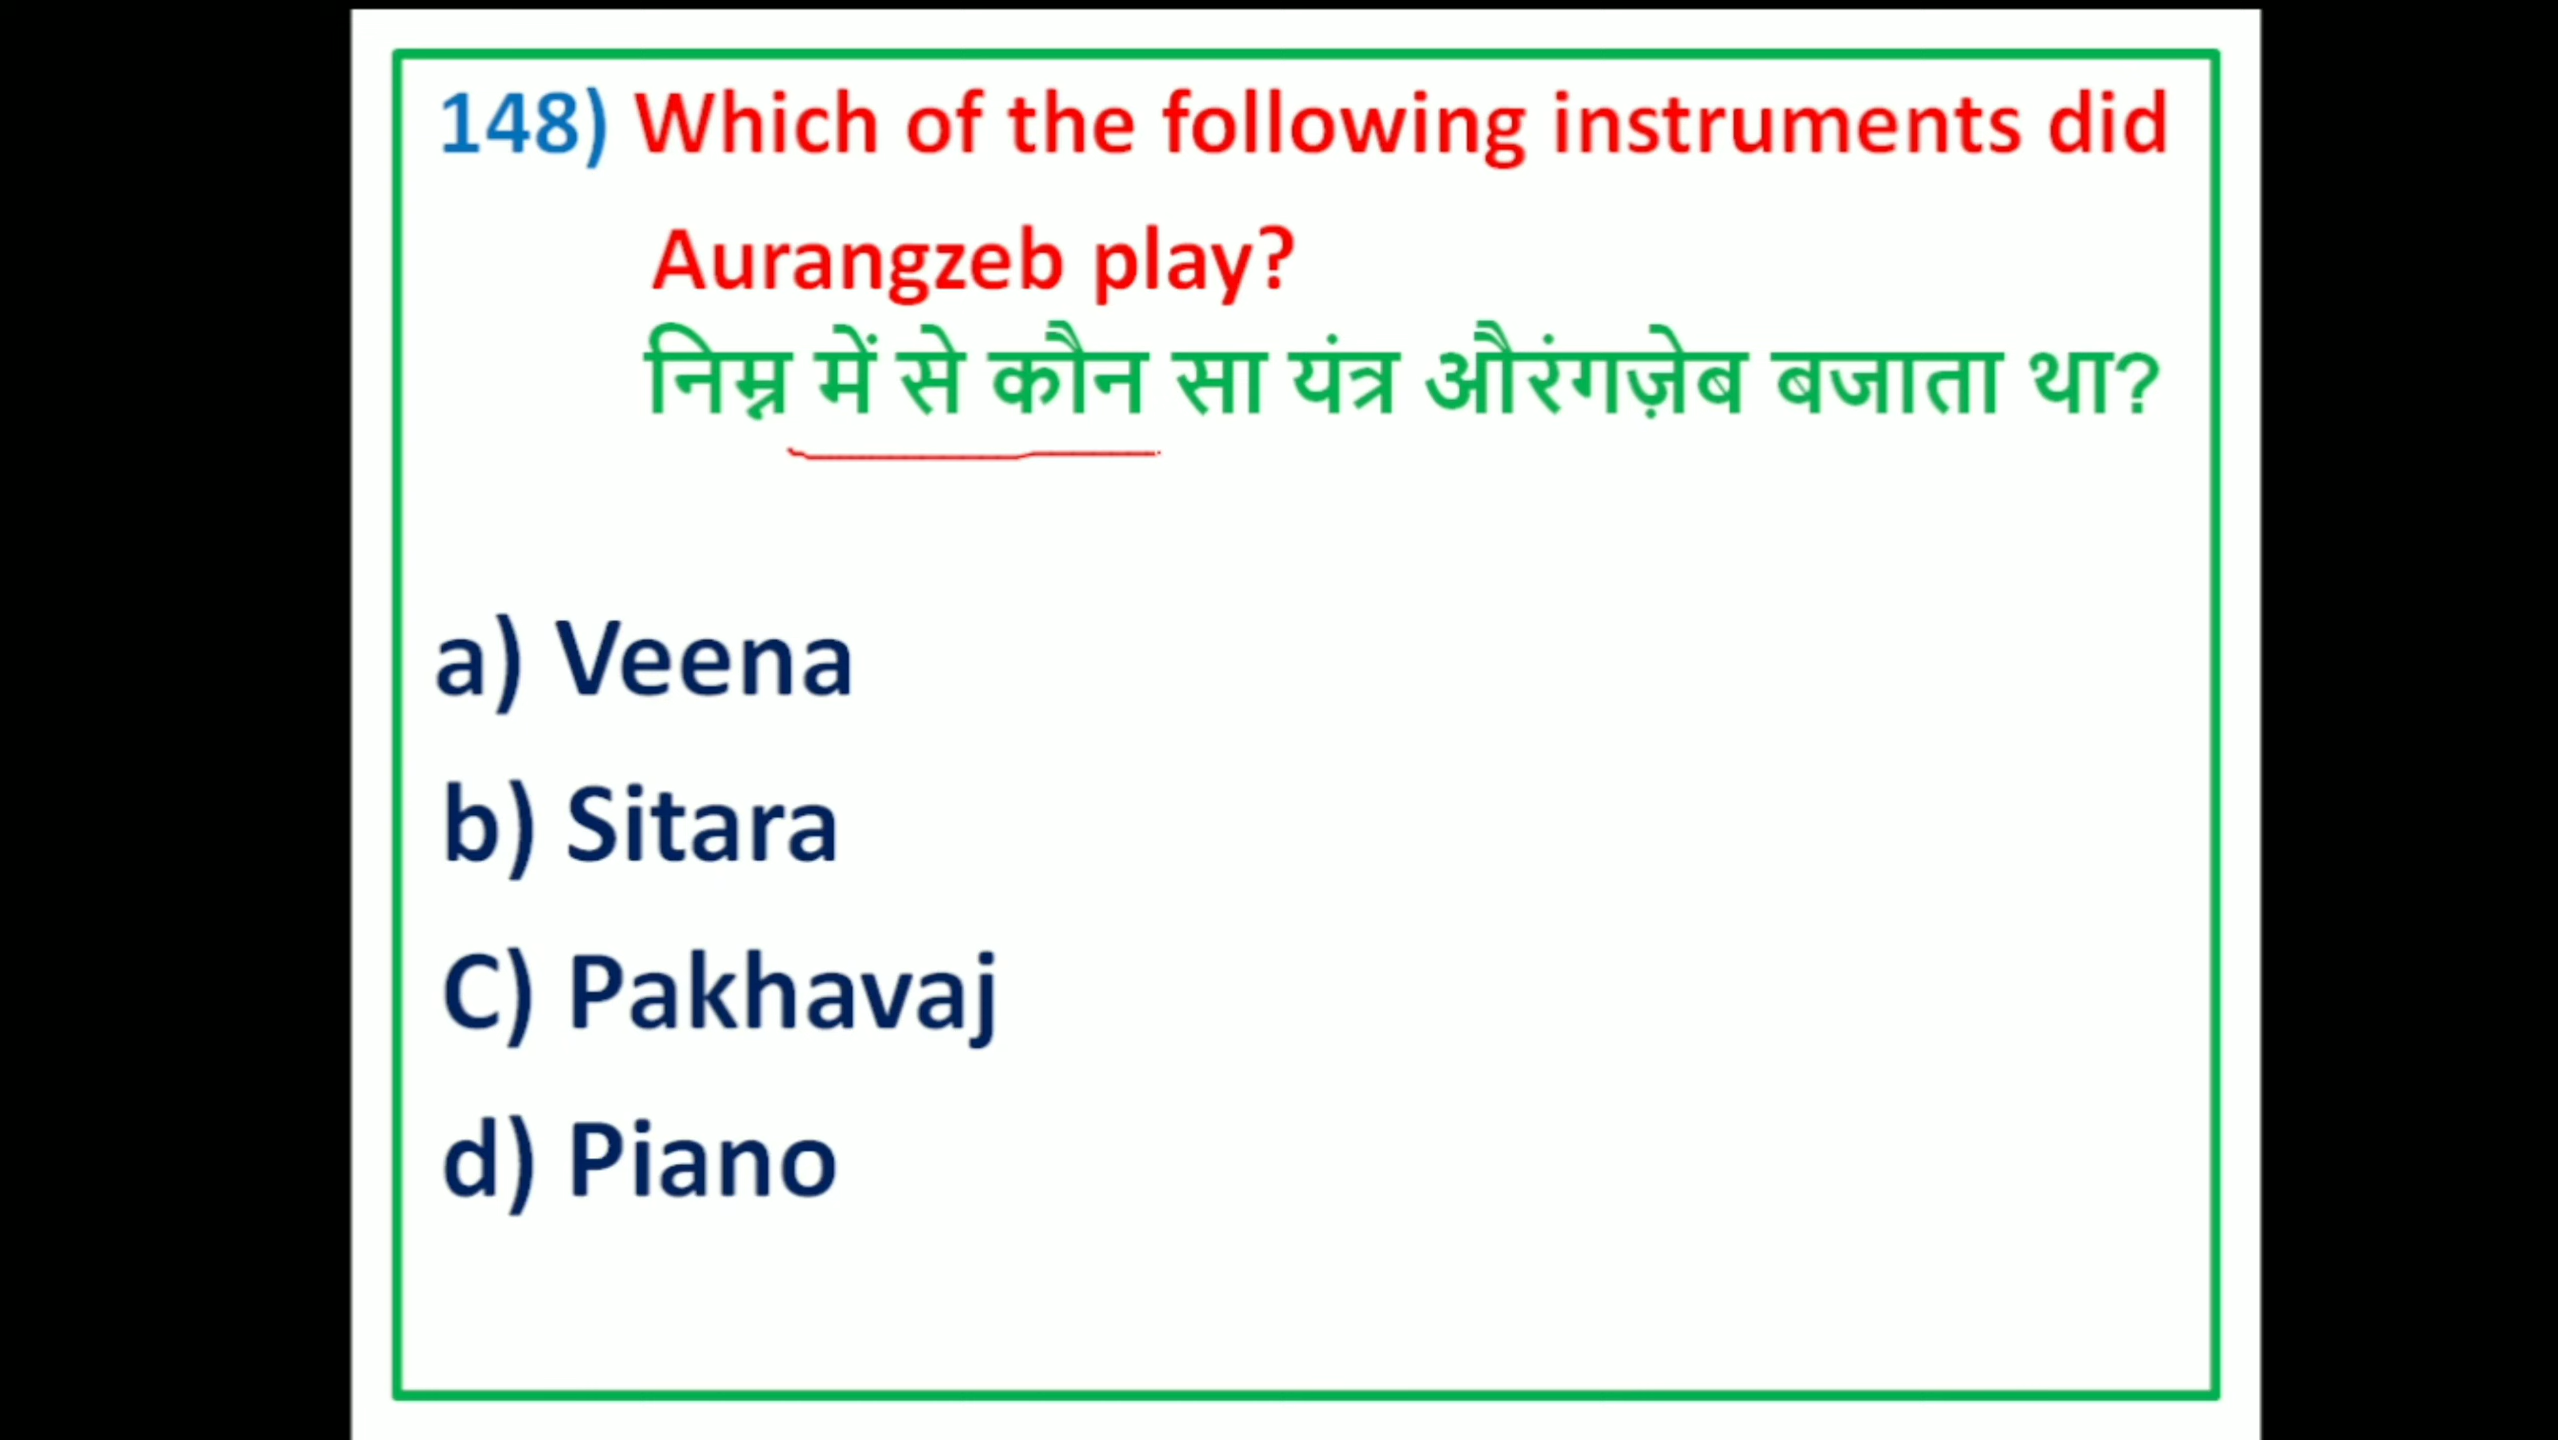 148) Which of the following instruments did
Aurangzeb play?
निम्न में से कौन सा यंत्र औरंगज़ेब बजाता था?
a) Veena
b) Sitara
C) Pakhavaj
d) Piano